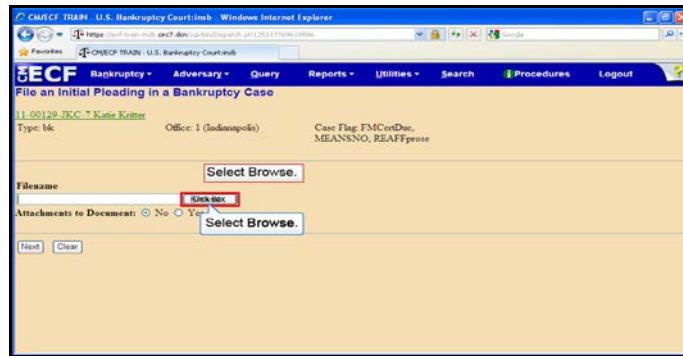 CM/ECF TRAIN - U.S. Bankruptcy Court:insb - Windows Internet Explorer
Google
Favorites CM/ECF TRAIN - U.S. Bankruptcy Court:insb
ECF Bankruptcy Adversary Query Reports Utilities Search Procedures Logout
File an Initial Pleading in a Bankruptcy Case
11-00129-JKC-7 Katie Kritter
Type: bk Office: 1 (Indianapolis) Case Flag: FMCertDue,
MEANSNO, REAFFprose
Select Browse.
Filename
Click Box
Attachments to Document: No Yes
Select Browse.
Next Clear